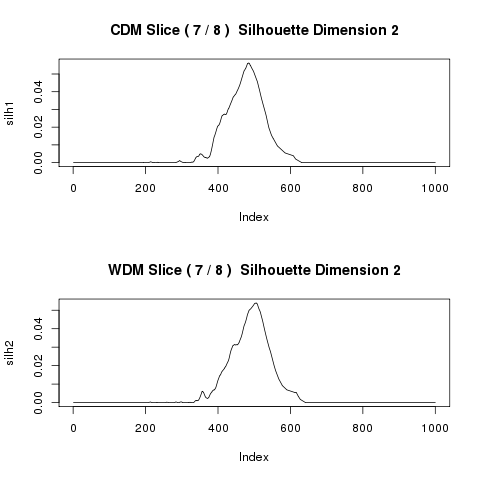 CDM Slice ( 7 / 8 )  Silhouette Dimension 2
silh1
0.04
0.02
0.00
0 200 400 600 800 1000
Index
WDM Slice ( 7 / 8 )  Silhouette Dimension 2
silh2
0.04
0.02
0.00
0 200 400 600 800 1000
Index